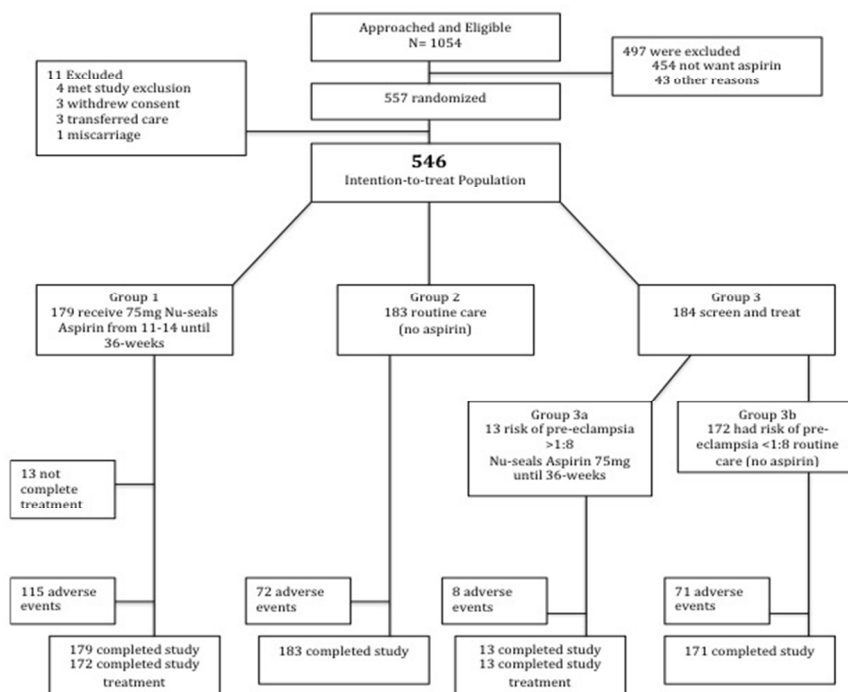 Approached and Eligible
N= 1054
497 were excluded
454 not want aspirin
43 other reasons
11 Excluded
4 met study exclusion
3 withdrew consent
3 transferred care
1 miscarriage
557 randomized
546
Intention-to-treat Population
Group 1
179 receive 75mg Nu-seals
Aspirin from 11-14 until
36-weeks
Group 2
183 routine care
(no aspirin)
Group 3
184 screen and treat
Group 3a
13 risk of pre-eclampsia
>1:8
Nu-seals Aspirin 75mg
until 36-weeks
Group 3b
172 had risk of pre-
eclampsia <1:8 routine
care (no aspirin)
13 not
complete
treatment
115 adverse
events
72 adverse
events
8 adverse
events
71 adverse
events
179 completed study
172 completed study
treatment
183 completed study
13 completed study
13 completed study
treatment
171 completed study